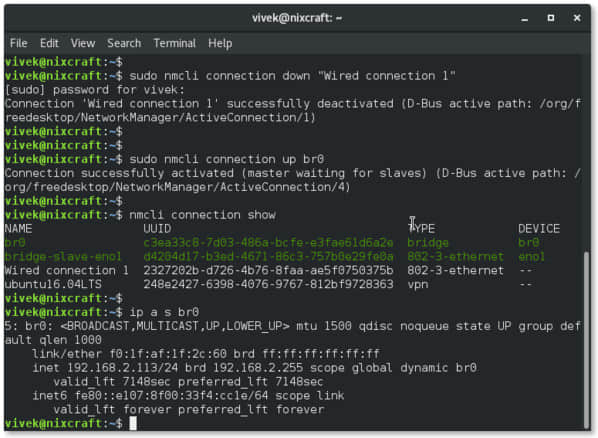 vivek@nixcraft: ~
File Edit View Search Terminal Help
vivek@nixcraft:~$
vivek@nixcraft:~$ sudo nmcli connection down "Wired connection 1"
[sudo] password for vivek:
Connection 'Wired connection 1' successfully deactivated (D-Bus active path: /org/f
reedesktop/NetworkManager/ActiveConnection/1)
vivek@nixcraft:~$
vivek@nixcraft:~$
vivek@nixcraft:~$ sudo nmcli connection up br0
Connection successfully activated (master waiting for slaves) (D-Bus active path: /
org/freedesktop/NetworkManager/ActiveConnection/4)
vivek@nixcraft:~$
vivek@nixcraft:~$ nmcli connection show
NAME UUID TYPE DEVICE
br0 c3ea33c8-7d03-486a-bcfe-e3fae61d6a2e bridge br0
bridge-slave-eno1 d4204d17-b3ed-4671-86c3-757b0e29fe0a 802-3-ethernet eno1
Wired connection 1 2327202b-d726-4b76-8faa-ae5f0750375b 802-3-ethernet --
ubuntu16.04LTS 248e2427-6398-4076-9767-812bf9728363 vpn --
vivek@nixcraft:~$
vivek@nixcraft:~$ ip a s br0
5: br0: <BROADCAST,MULTICAST,UP,LOWER_UP> mtu 1500 qdisc noqueue state UP group def
ault qlen 1000
link/ether f0:1f:af:1f:2c:60 brd ff:ff:ff:ff:ff:ff
inet 192.168.2.113/24 brd 192.168.2.255 scope global dynamic br0
valid_lft 7148sec preferred_lft 7148sec
inet6 fe80::e107:8f00:33f4:cc1e/64 scope link
valid_lft forever preferred_lft forever
vivek@nixcraft:~$